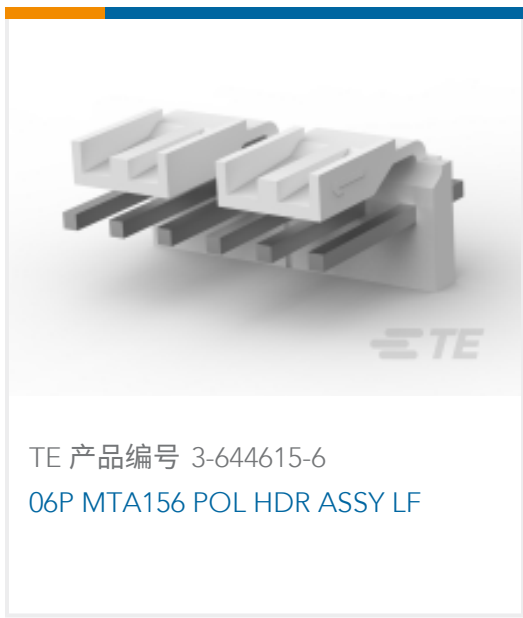 TE
TE 产品编号 3-644615-6
06P MTA156 POL HDR ASSY LF